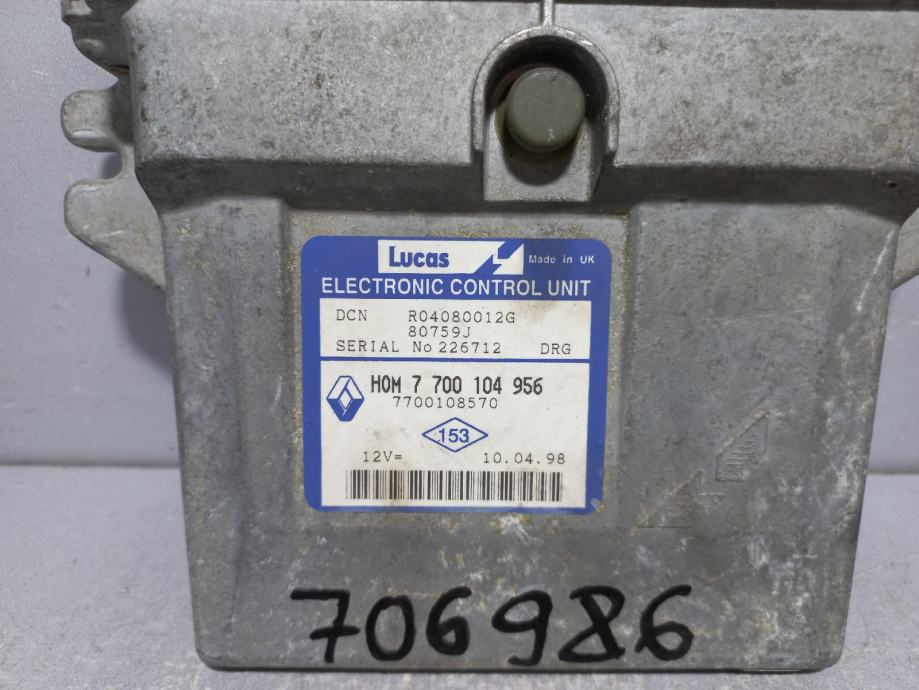 Lucas Made in UK
ELECTRONIC CONTROL UNIT
DCN R04080012G
80759J
SERIAL No 226712 DRG
HOM 7 700 104 956
7700108570
153
12V= 10.04.98
706986